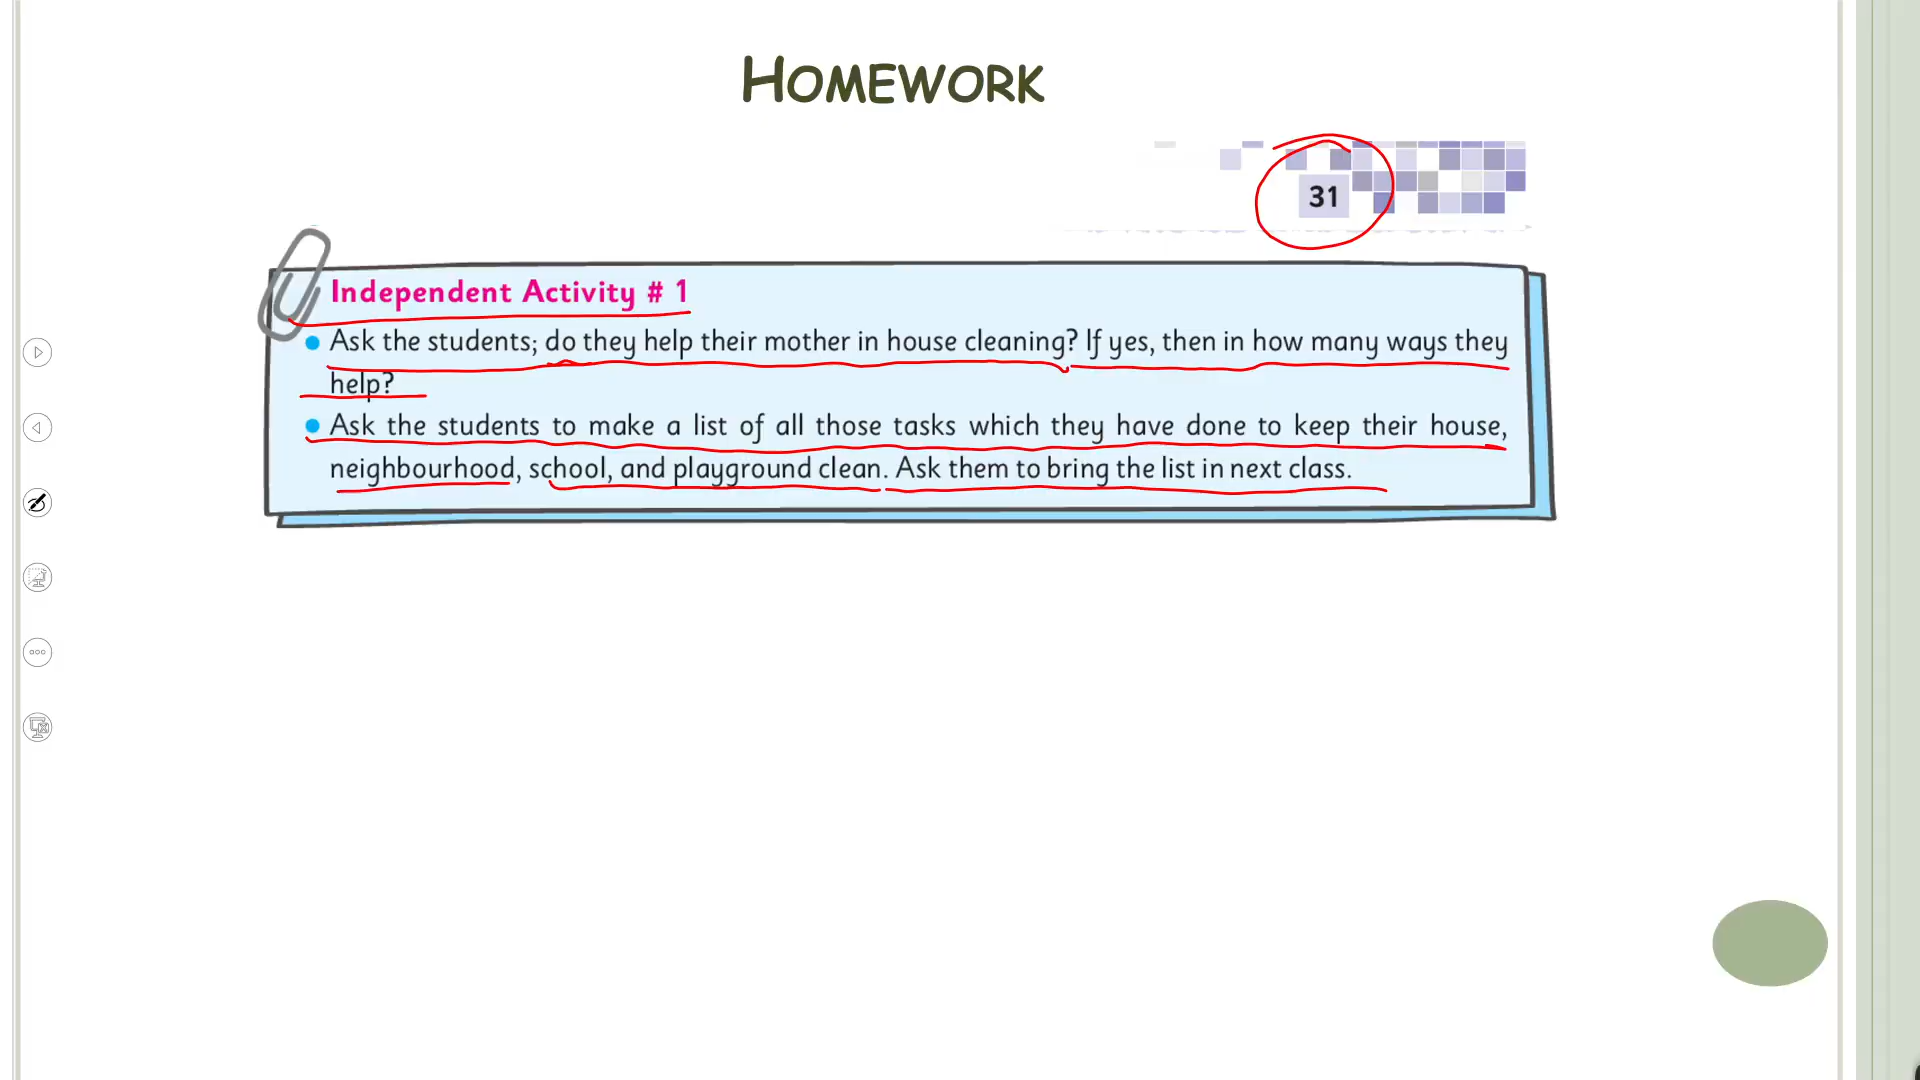 HOMEWORK
31
Independent Activity # 1
Ask the students; do they help their mother in house cleaning? If yes, then in how many ways they
help?
Ask the students to make a list of all those tasks which they have done to keep their house,
neighbourhood, school, and playground clean. Ask them to bring the list in next class.